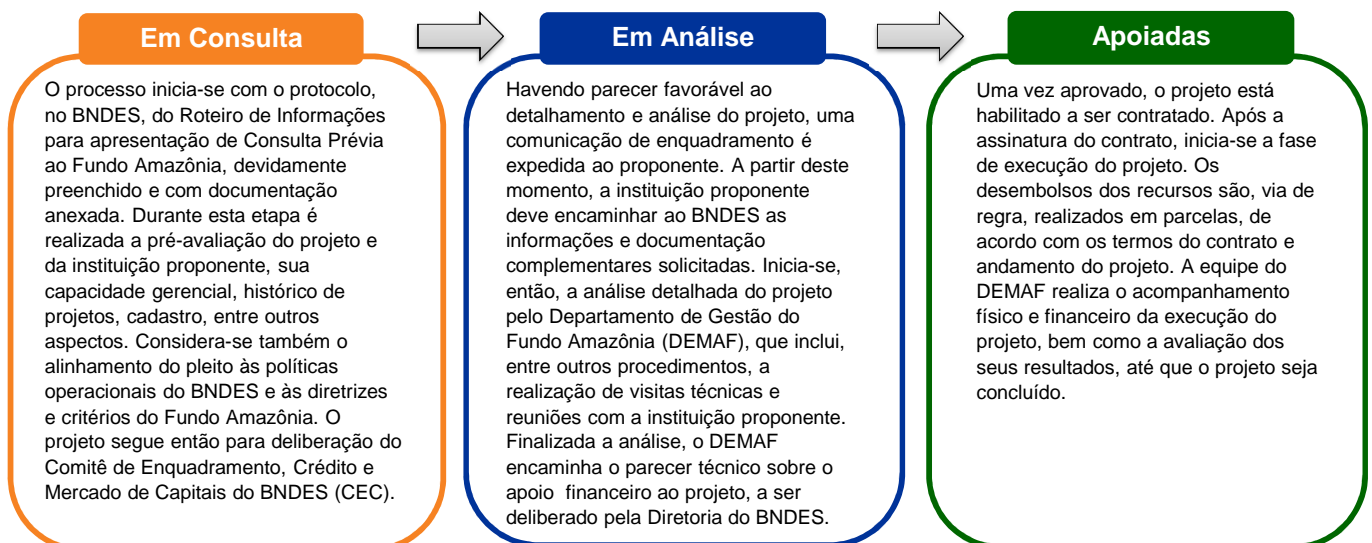 Em Consulta
O processo inicia-se com o protocolo,
no BNDES, do Roteiro de Informações
para apresentação de Consulta Prévia
ao Fundo Amazônia, devidamente
preenchido e com documentação
anexada. Durante esta etapa é
realizada a pré-avaliação do projeto e
da instituição proponente, sua
capacidade gerencial, histórico de
projetos, cadastro, entre outros
aspectos. Considera-se também o
alinhamento do pleito às políticas
operacionais do BNDES e às diretrizes
e critérios do Fundo Amazônia. O
projeto segue então para deliberação do
Comitê de Enquadramento, Crédito e
Mercado de Capitais do BNDES (CEC).
Em Análise
Havendo parecer favorável ao
detalhamento e análise do projeto, uma
comunicação de enquadramento é
expedida ao proponente. A partir deste
momento, a instituição proponente
deve encaminhar ao BNDES as
informações e documentação
complementares solicitadas. Inicia-se,
então, a análise detalhada do projeto
pelo Departamento de Gestão do
Fundo Amazônia (DEMAF), que inclui,
entre outros procedimentos, a
realização de visitas técnicas e
reuniões com a instituição proponente.
Finalizada a análise, o DEMAF
encaminha o parecer técnico sobre o
apoio financeiro ao projeto, a ser
deliberado pela Diretoria do BNDES.
Apoiadas
Uma vez aprovado, o projeto está
habilitado a ser contratado. Após a
assinatura do contrato, inicia-se a fase
de execução do projeto. Os
desembolsos dos recursos são, via de
regra, realizados em parcelas, de
acordo com os termos do contrato e
andamento do projeto. A equipe do
DEMAF realiza o acompanhamento
físico e financeiro da execução do
projeto, bem como a avaliação dos
seus resultados, até que o projeto seja
concluído.